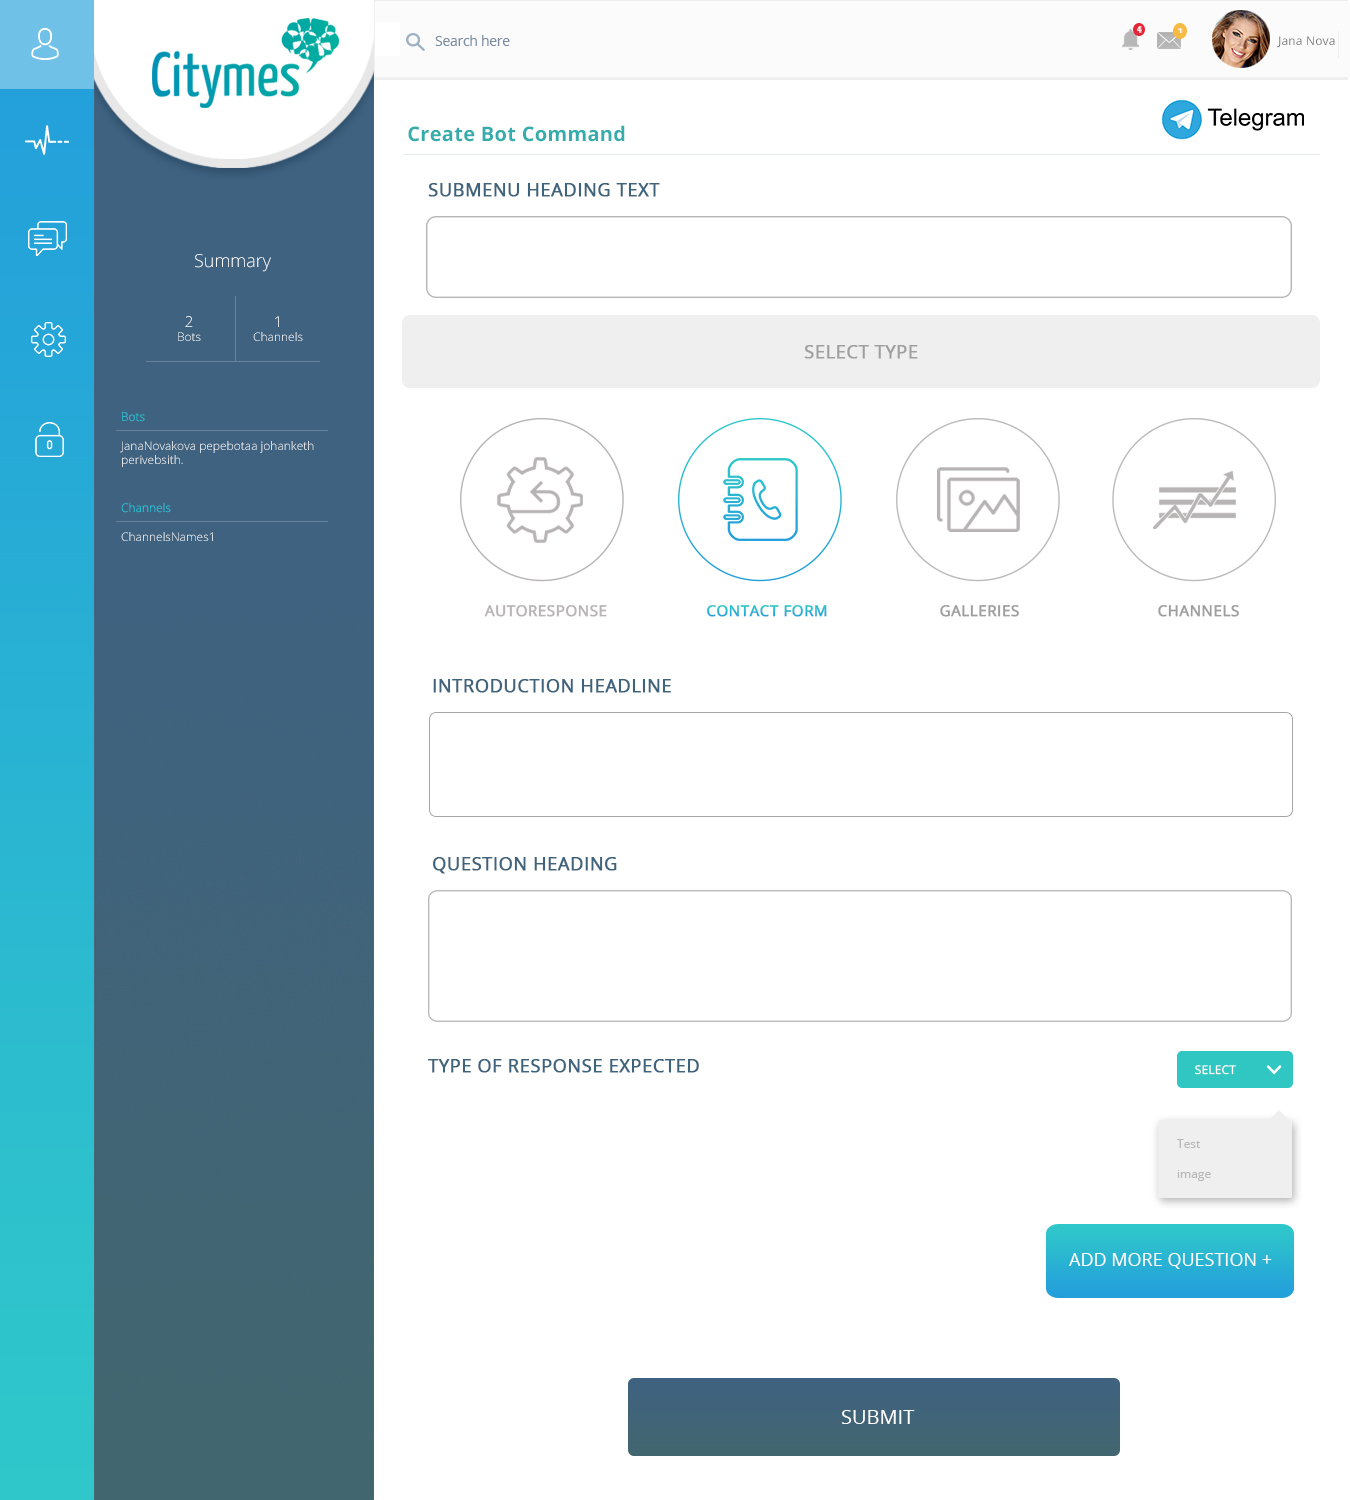 Citymes
Search here
4
1
Jana Nova
Telegram
Create Bot Command
SUBMENU HEADING TEXT
SELECT TYPE
AUTORESPONSE
CONTACT FORM
GALLERIES
CHANNELS
INTRODUCTION HEADLINE
QUESTION HEADING
TYPE OF RESPONSE EXPECTED
SELECT
Test
image
ADD MORE QUESTION +
SUBMIT
Summary
2
Bots
1
Channels
Bots
JanaNovakova pepebotaa johanketh
perivebsith.
Channels
ChannelsNames1
0